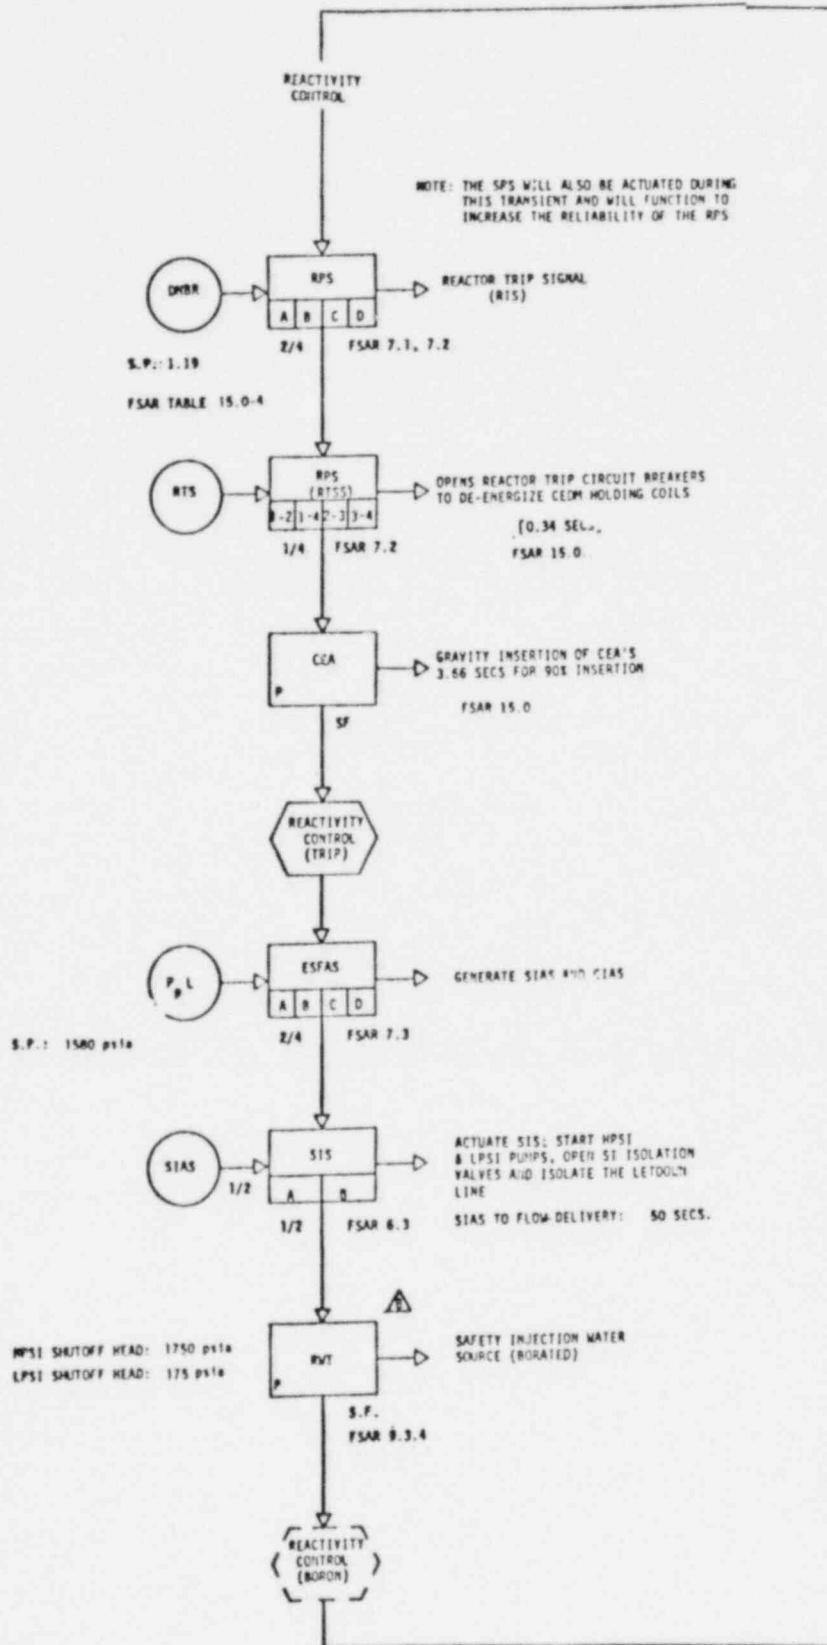 REACTIVITY
CONTROL
NOTE: THE SPS WILL ALSO BE ACTUATED DURING
THIS TRANSIENT AND WILL FUNCTION TO
INCREASE THE RELIABILITY OF THE RPS
DNBR
RPS
REACTOR TRIP SIGNAL
(RTS)
A B C D
2/4 FSAR 7.1, 7.2
S.P.: 1.19
FSAR TABLE 15.0-4
RTS
RPS
(RTSS)
OPENS REACTOR TRIP CIRCUIT BREAKERS
TO DE-ENERGIZE CEDM HOLDING COILS
1-4 2-3 3-4
[0.34
1/4 FSAR 7.2
FSAR 15.0
CEA
GRAVITY INSERTION OF CEA'S
3.66 SECS FOR 90% INSERTION
P
FSAR 15.0
SF
REACTIVITY
CONTROL
(TRIP)
ESFAS
GENERATE SIAS AND CIAS
A B C D
2/4 FSAR 7.3
S.P.: 1580 psia
SIAS
1/2
SIS
ACTUATE SIS; START HPSI
& LPSI PUMPS, OPEN SI ISOLATION
VALVES AND ISOLATE THE LETDOWN
LINE
A B
1/2 FSAR 6.3
SIAS TO FLOW DELIVERY: 50 SECS.
HPSI SHUTOFF HEAD: 1750 psia
LPSI SHUTOFF HEAD: 175 psia
RWT
P
SAFETY INJECTION WATER
SOURCE (BORATED)
S.F.
FSAR 9.3.4
REACTIVITY
CONTROL
(BORON)